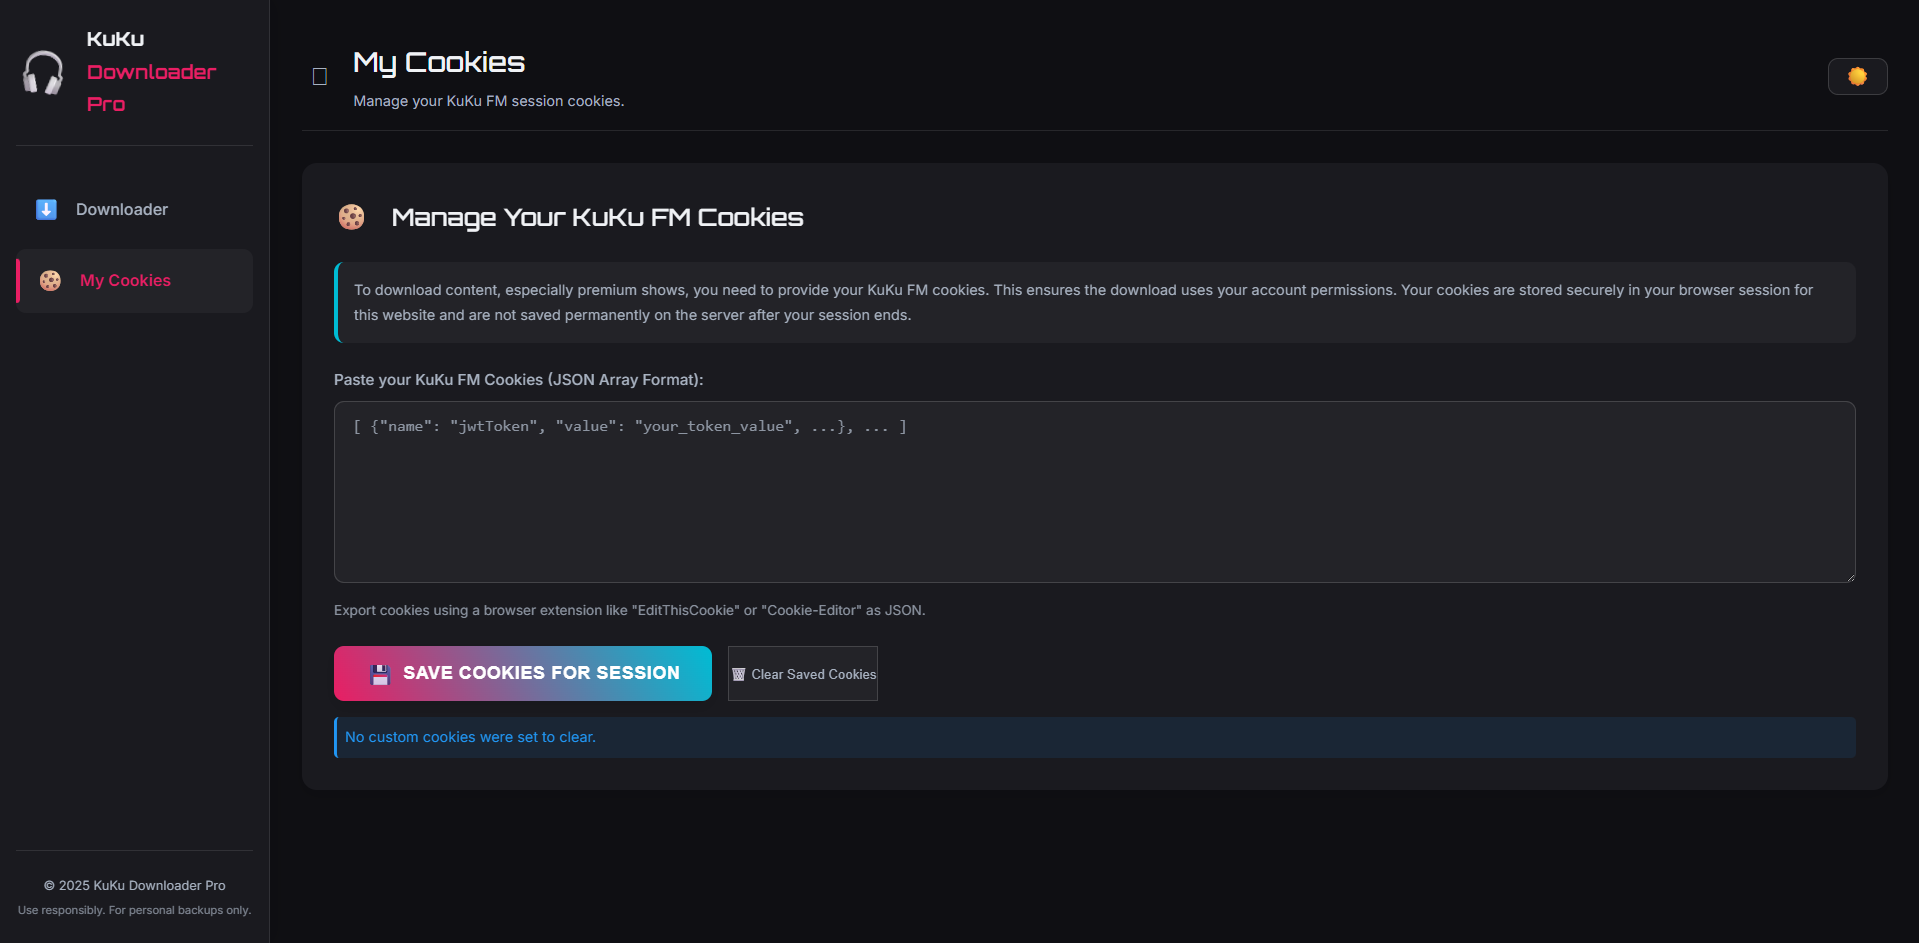 KuKu
Downloader
Pro
Downloader
My Cookies
© 2025 KuKu Downloader Pro
Use responsibly. For personal backups only.
My Cookies
Manage your KuKu FM session cookies.
Manage Your KuKu FM Cookies
To download content, especially premium shows, you need to provide your KuKu FM cookies. This ensures the download uses your account permissions. Your cookies are stored securely in your browser session for
this website and are not saved permanently on the server after your session ends.
Paste your KuKu FM Cookies (JSON Array Format):
[ {"name": "jwtToken", "value": "your_token_value", ...}, ... ]
Export cookies using a browser extension like "EditThisCookie" or "Cookie-Editor" as JSON.
SAVE COOKIES FOR SESSION
Clear Saved Cookies
No custom cookies were set to clear.